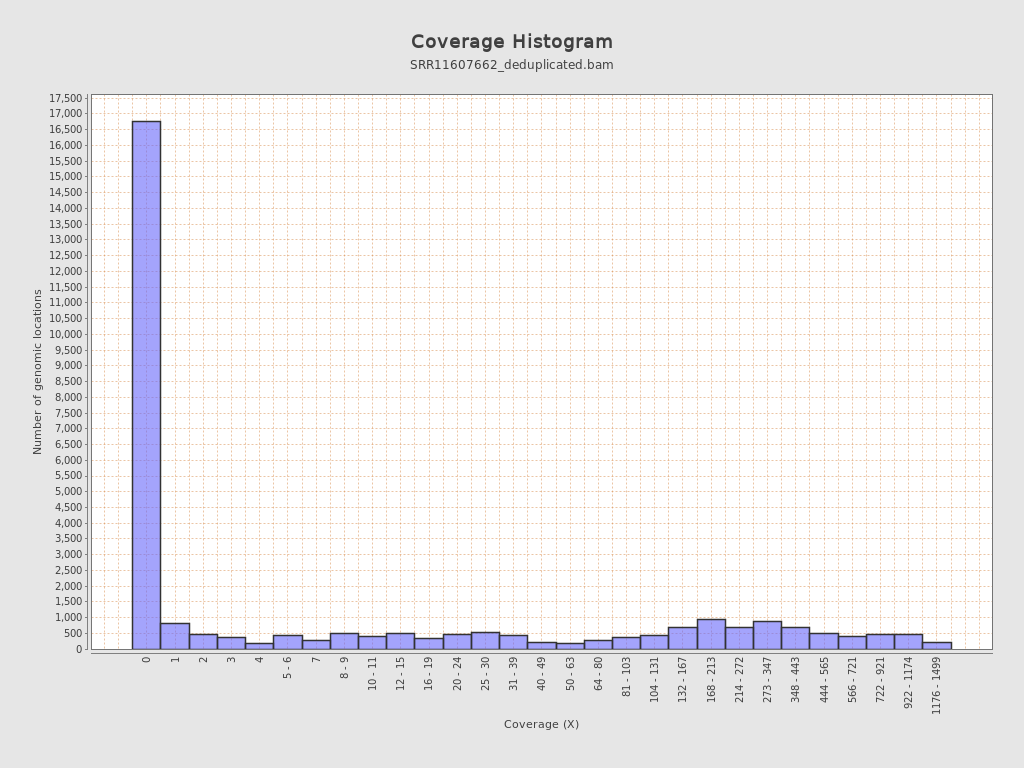 Coverage Histogram
SRR11607662_deduplicated.bam
17,500
17,000
16,500
16,000
15,500
15,000
14,500
14,000
13,500
13,000
12,500
12,000
11,500
11,000
10,500
10,000
9,500
9,000
8,500
8,000
7,500
7,000
6,500
6,000
5,500
5,000
4,500
4,000
3,500
3,000
2,500
2,000
1,500
1,000
500
0
Number of genomic locations
0
1
2
3
4
5 - 6
7
8 - 9
10 - 11
12 - 15
16 - 19
20 - 24
25 - 30
31 - 39
40 - 49
50 - 63
64 - 80
81 - 103
104 - 131
132 - 167
168 - 213
214 - 272
273 - 347
348 - 443
444 - 565
566 - 721
722 - 921
922 - 1174
1176 - 1499
Coverage (X)